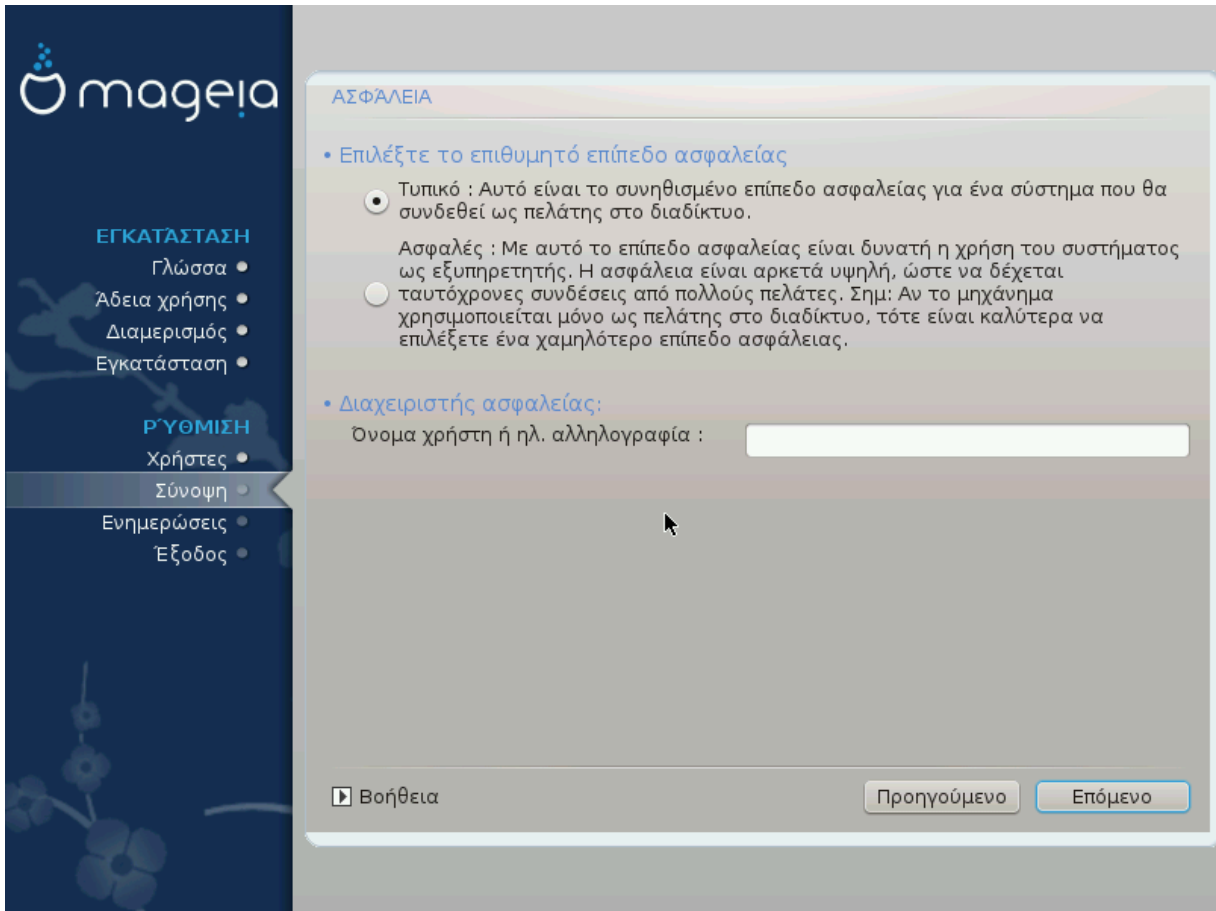 mageia
ΕΓΚΑΤΆΣΤΑΣΗ
Γλώσσα
Άδεια χρήσης
Διαμερισμός
Εγκατάσταση
ΡΎΘΜΙΣΗ
Χρήστες
Σύνοψη
Ενημερώσεις
Έξοδος
ΑΣΦΆΛΕΙΑ
• Επιλέξτε το επιθυμητό επίπεδο ασφαλείας
Τυπικό : Αυτό είναι το συνηθισμένο επίπεδο ασφαλείας για ένα σύστημα που θα
συνδεθεί ως πελάτης στο διαδίκτυο.
Ασφαλές : Με αυτό το επίπεδο ασφαλείας είναι δυνατή η χρήση του συστήματος
ως εξυπηρετητής. Η ασφάλεια είναι αρκετά υψηλή, ώστε να δέχεται
ταυτόχρονες συνδέσεις από πολλούς πελάτες. Σημ: Αν το μηχάνημα
χρησιμοποιείται μόνο ως πελάτης στο διαδίκτυο, τότε είναι καλύτερα να
επιλέξετε ένα χαμηλότερο επίπεδο ασφάλειας.
• Διαχειριστής ασφαλείας:
Όνομα χρήστη ή ηλ. αλληλογραφία :
Βοήθεια
Προηγούμενο
Επόμενο